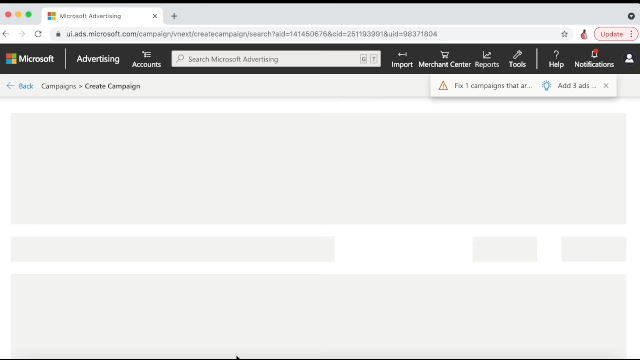 Microsoft Advertising
ui.ads.microsoft.com/campaign/vnext/createcampaign/search?aid=141450676&cid=251193991&uid=98371804
Update
Microsoft
Advertising
Accounts
Search Microsoft Advertising
G
T
Import
Merchant Center
Reports
Tools
Help
Notifications
Back
Campaigns > Create Campaign
Fix 1 campaigns that ar...
Add 3 ads ...